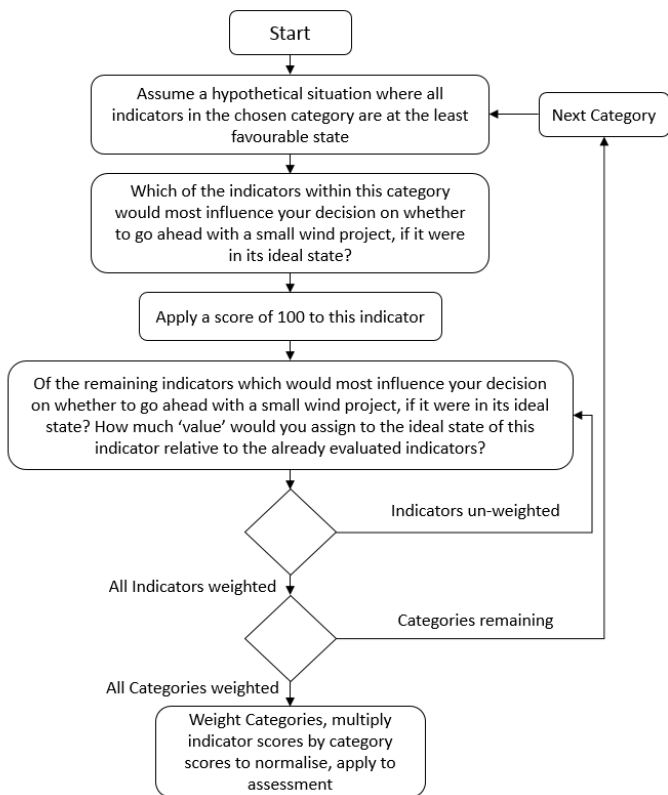 Start
Assume a hypothetical situation where all
indicators in the chosen category are at the least
favourable state
Next Category
Which of the indicators within this category
would most influence your decision on whether
to go ahead with a small wind project, if it were
in its ideal state?
Apply a score of 100 to this indicator
Of the remaining indicators which would most influence your decision
on whether to go ahead with a small wind project, if it were in its ideal
state? How much ‘value’ would you assign to the ideal state of this
indicator relative to the already evaluated indicators?
Indicators un-weighted
All Indicators weighted
Categories remaining
All Categories weighted
Weight Categories, multiply
indicator scores by category
scores to normalise, apply to
assessment